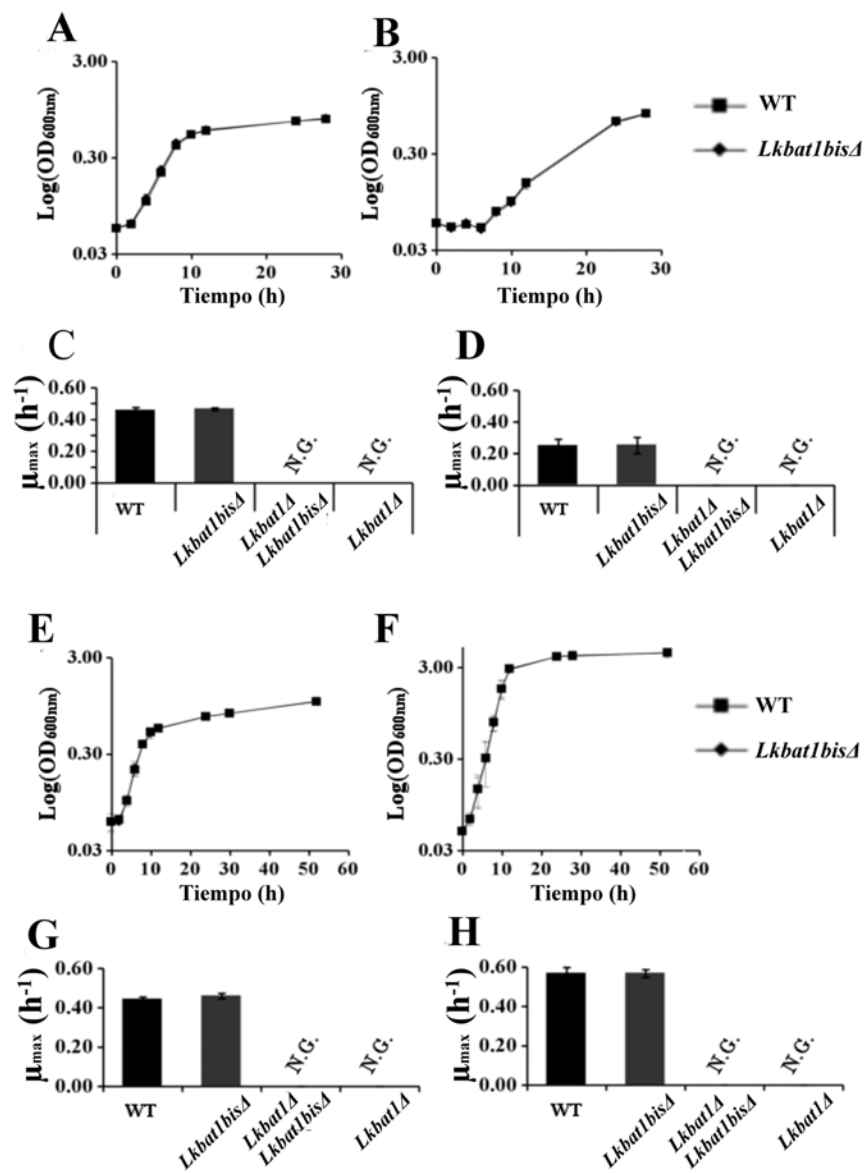 A
B
3.00
0.30
0.03
Log(OD600nm)
0 10 20 30
Tiempo (h)
3.00
0.30
0.03
Log(OD600nm)
0 10 20 30
Tiempo (h)
WT
Lkbat1bisΔ
C
D
0.60
0.40
0.20
0.00
μmax (h-1)
N.G.
N.G.
WT
Lkbat1bisΔ
Lkbat1Δ
Lkbat1bisΔ
Lkbat1Δ
0.60
0.40
0.20
0.00
μmax (h-1)
N.G.
N.G.
WT
Lkbat1bisΔ
Lkbat1Δ
Lkbat1bisΔ
Lkbat1Δ
E
F
3.00
0.30
0.03
Log(OD600nm)
0 10 20 30 40 50 60
Tiempo (h)
3.00
0.30
0.03
Log(OD600nm)
0 10 20 30 40 50 60
Tiempo (h)
WT
Lkbat1bisΔ
G
H
0.60
0.40
0.20
0.00
μmax (h-1)
N.G.
N.G.
WT
Lkbat1bisΔ
Lkbat1Δ
Lkbat1bisΔ
Lkbat1Δ
0.60
0.40
0.20
0.00
μmax (h-1)
N.G.
N.G.
WT
Lkbat1bisΔ
Lkbat1Δ
Lkbat1bisΔ
Lkbat1Δ